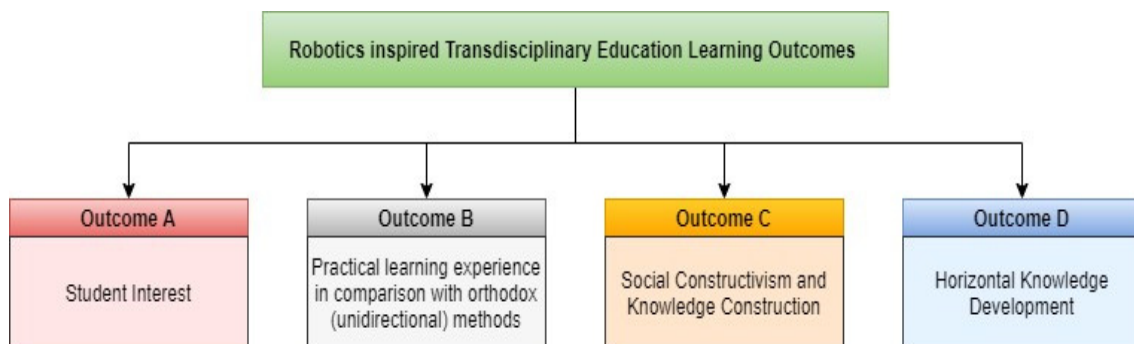 Robotics inspired Transdisciplinary Education Learning Outcomes
Outcome A
Student Interest
Outcome B
Practical learning experience
in comparison with orthodox
(unidirectional) methods
Outcome C
Social Constructivism and
Knowledge Construction
Outcome D
Horizontal Knowledge
Development